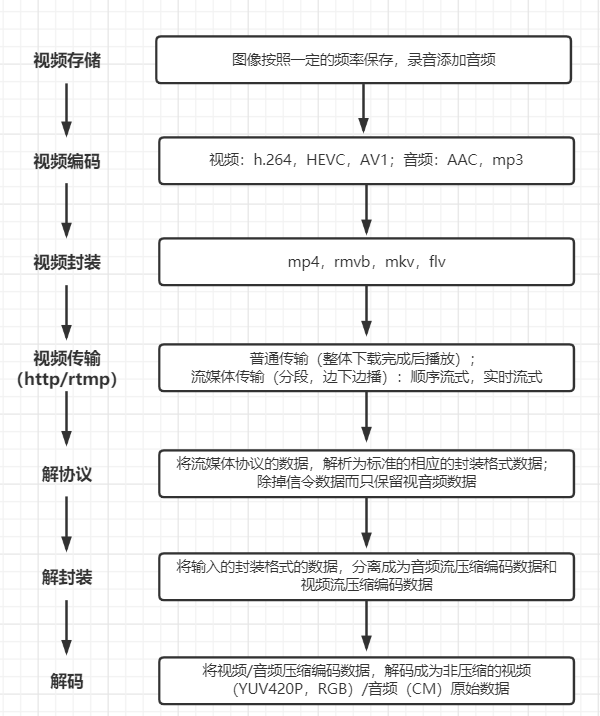 视频存储
图像按照一定的频率保存，录音添加音频
视频编码
视频：h.264，HEVC，AV1；音频：AAC，mp3
视频封装
mp4，rmvb，mkv，flv
视频传输
（http/rtmp）
普通传输（整体下载完成后播放）；
流媒体传输（分段，边下边播）：顺序流式，实时流式
解协议
将流媒体协议的数据，解析为标准的相应的封装格式数据；
除掉信令数据而只保留视音频数据
解封装
将输入的封装格式的数据，分离成为音频流压缩编码数据和
视频流压缩编码数据
解码
将视频/音频压缩编码数据，解码成为非压缩的视频
（YUV420P，RGB）/音频（CM）原始数据